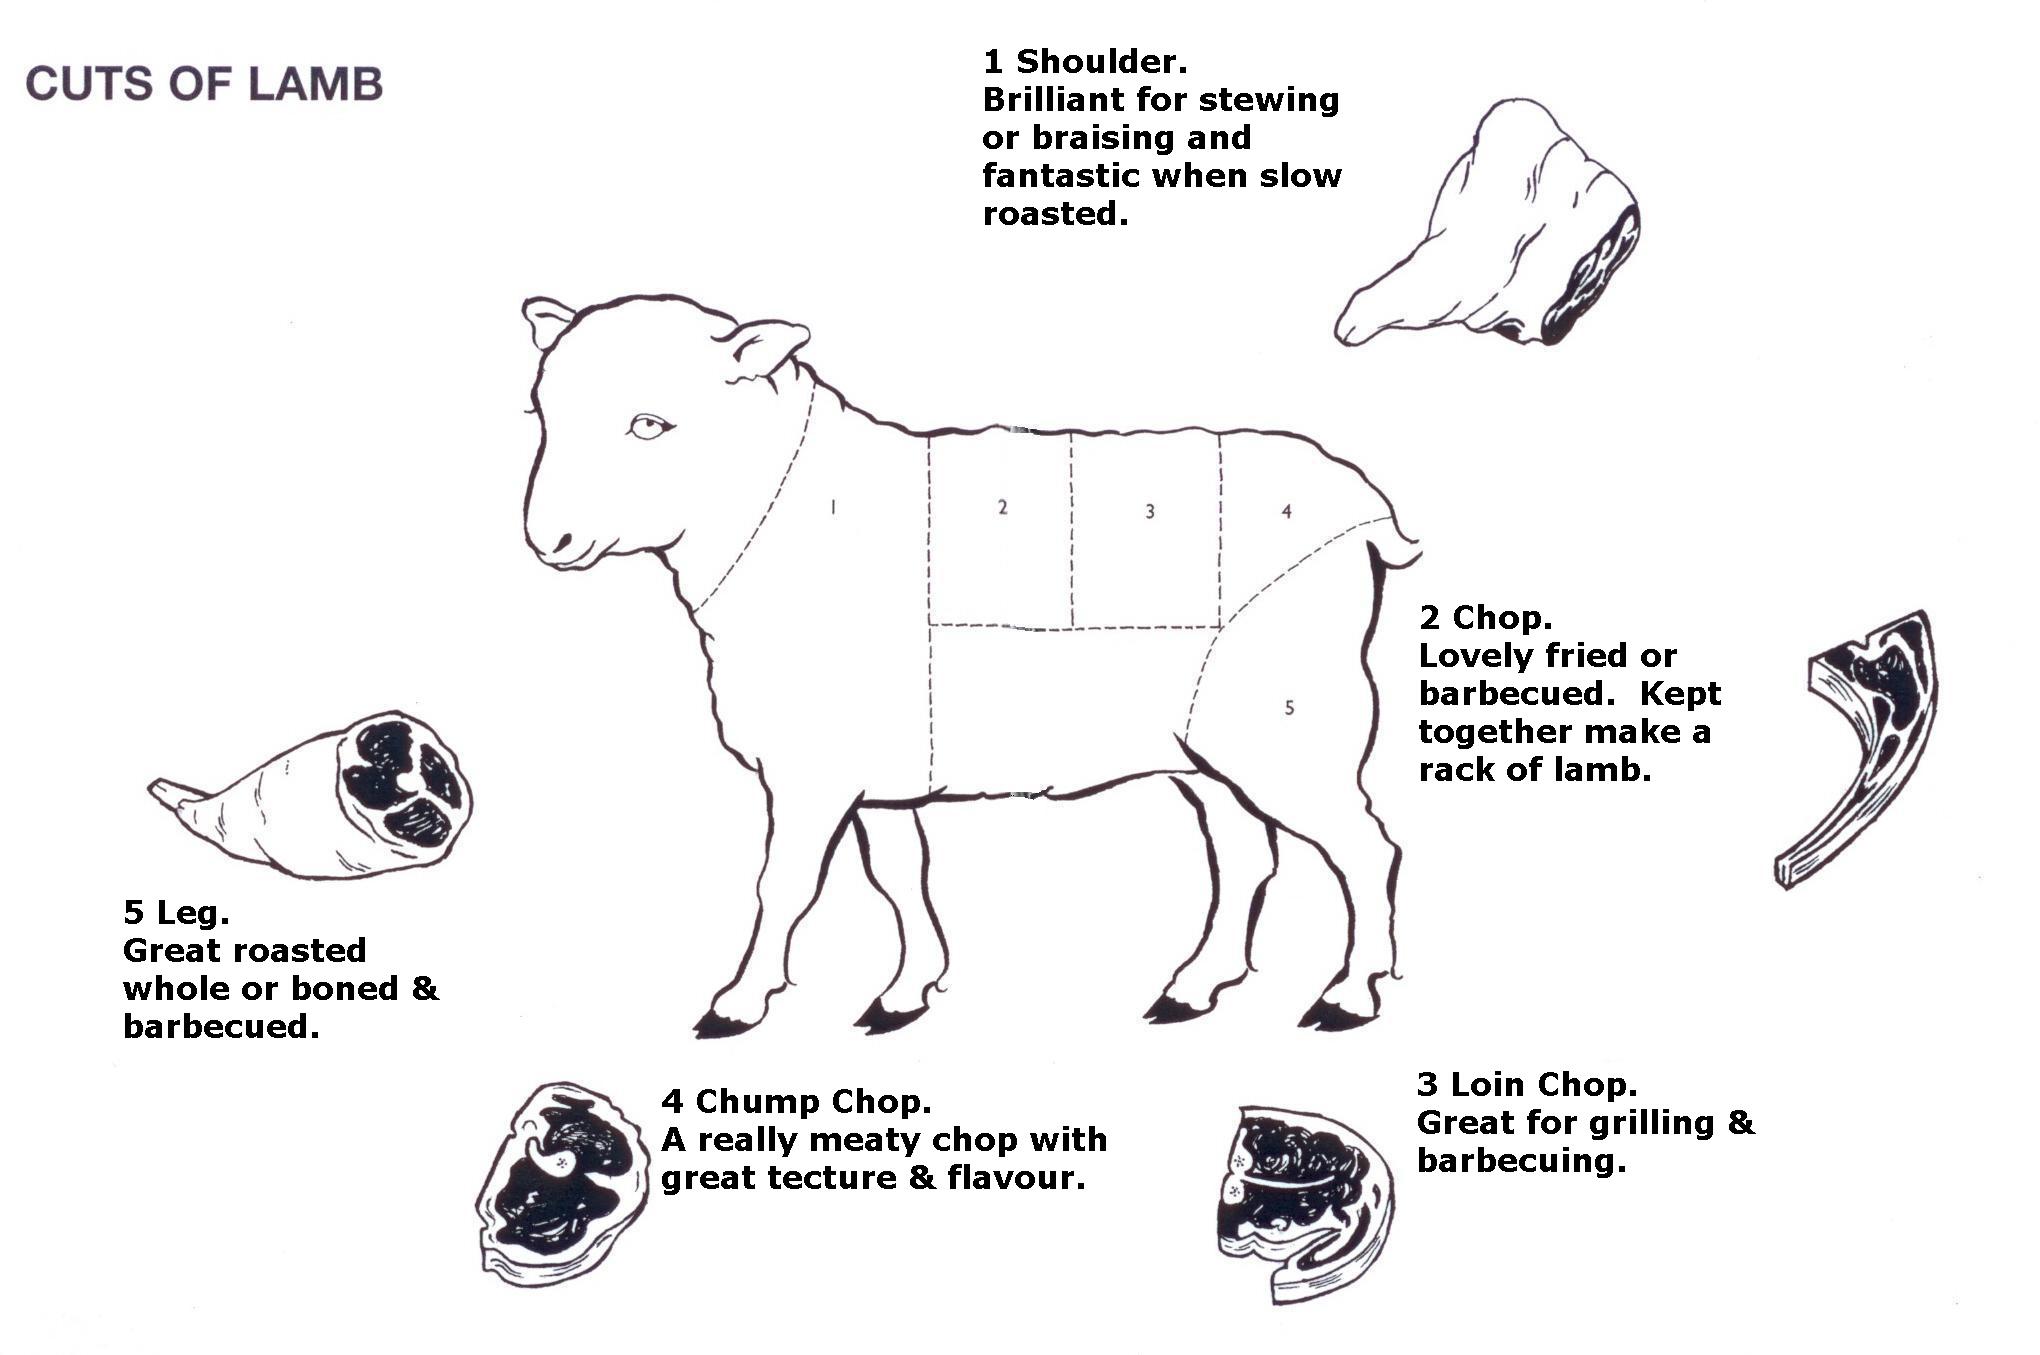 CUTS OF LAMB
1 Shoulder.
Brilliant for stewing
or braising and
fantastic when slow
roasted.
1
2
3
4
5
2 Chop.
Lovely fried or
barbecued.  Kept
together make a
rack of lamb.
5 Leg.
Great roasted
whole or boned &
barbecued.
4 Chump Chop.
A really meaty chop with
great tecture & flavour.
3 Loin Chop.
Great for grilling &
barbecuing.